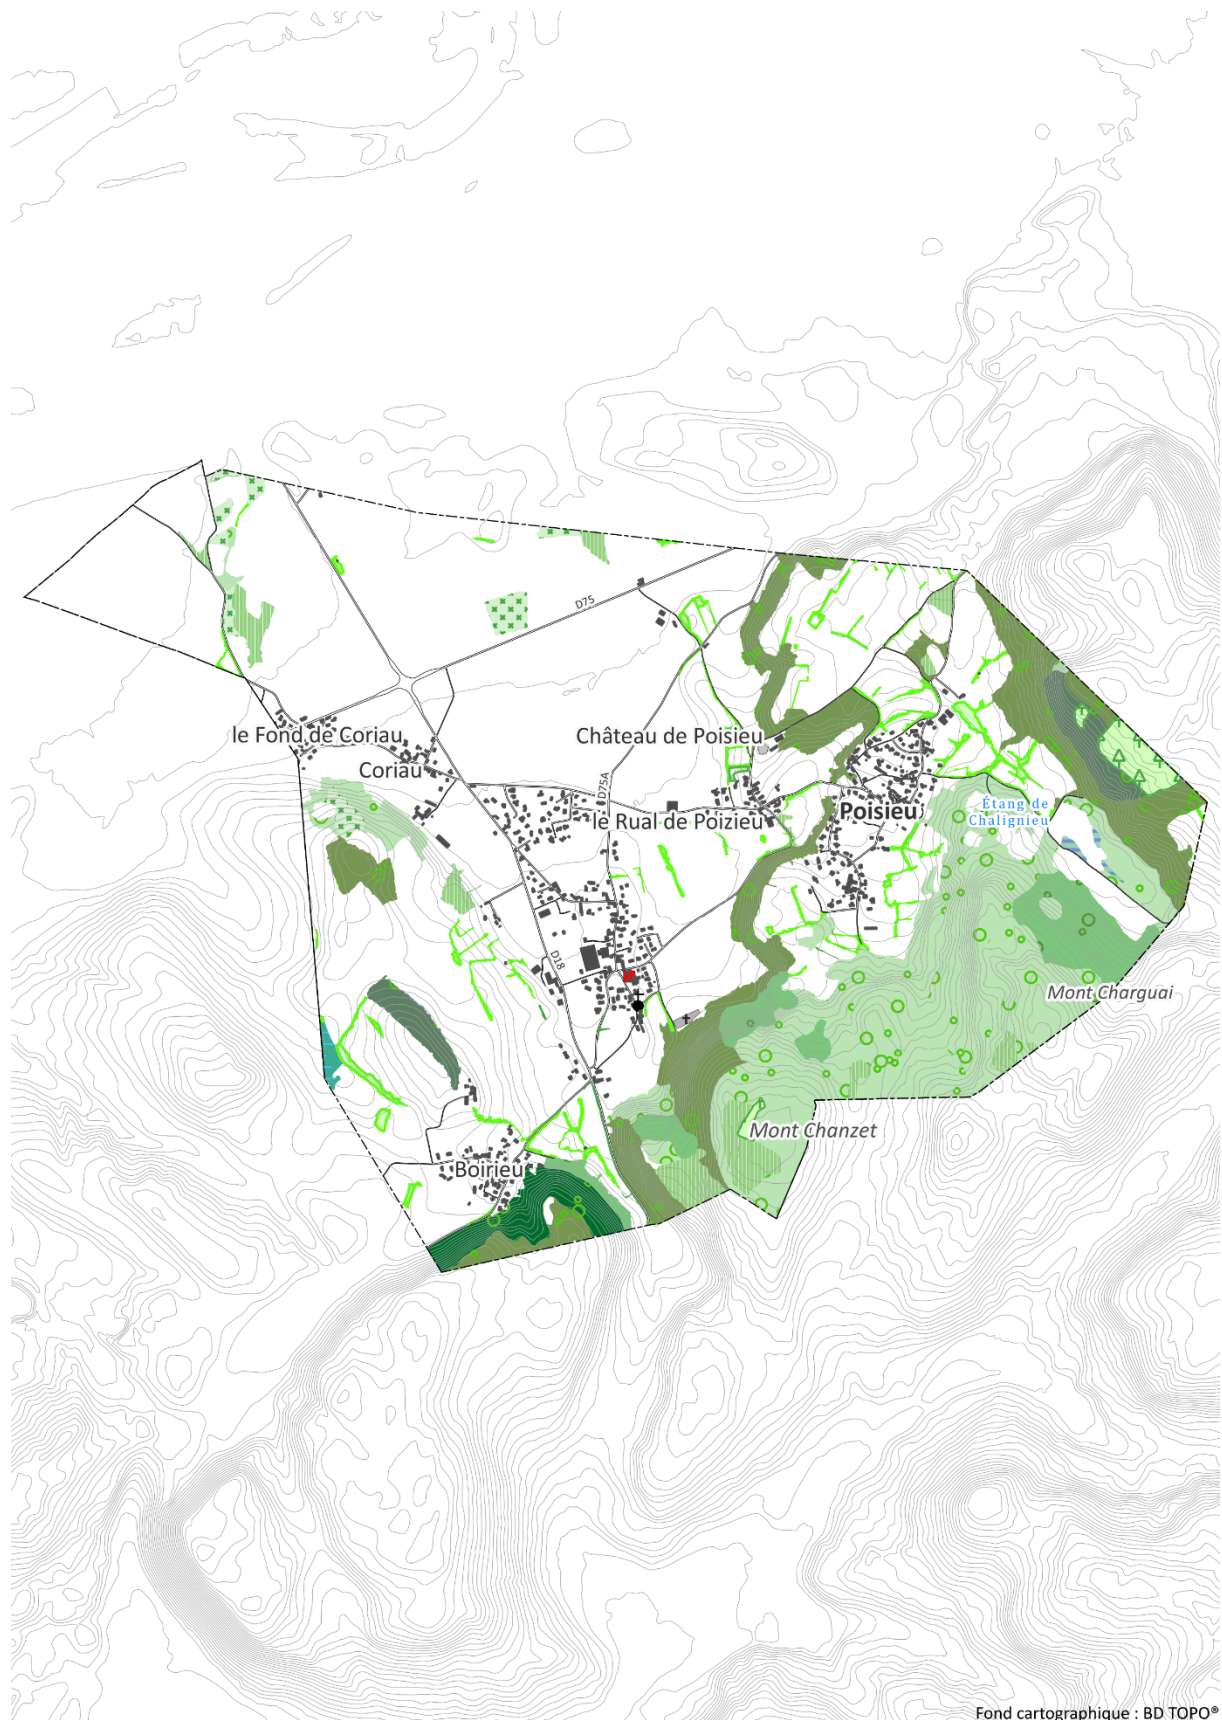 D75
le Fond de Coriau
Château de Poisieu
Coriau
D75A
Étang de
Chalignieu
le Rual de Poizieu
Poisieu
D18
Mont Charguai
Mont Chanzet
Boirieu
Fond cartographique : BD TOPO®